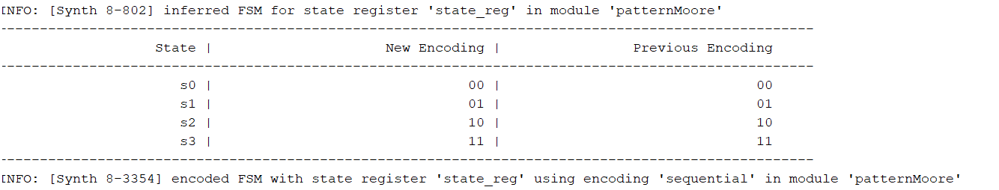 INFO: [Synth 8-802] inferred FSM for state register 'state_reg' in module 'patternMoore'
---------------------------------------------------------------------------------------------------
State | New Encoding | Previous Encoding
---------------------------------------------------------------------------------------------------
s0 | 00 | 00
s1 | 01 | 01
s2 | 10 | 10
s3 | 11 | 11
---------------------------------------------------------------------------------------------------
INFO: [Synth 8-3354] encoded FSM with state register 'state_reg' using encoding 'sequential' in module 'patternMoore'